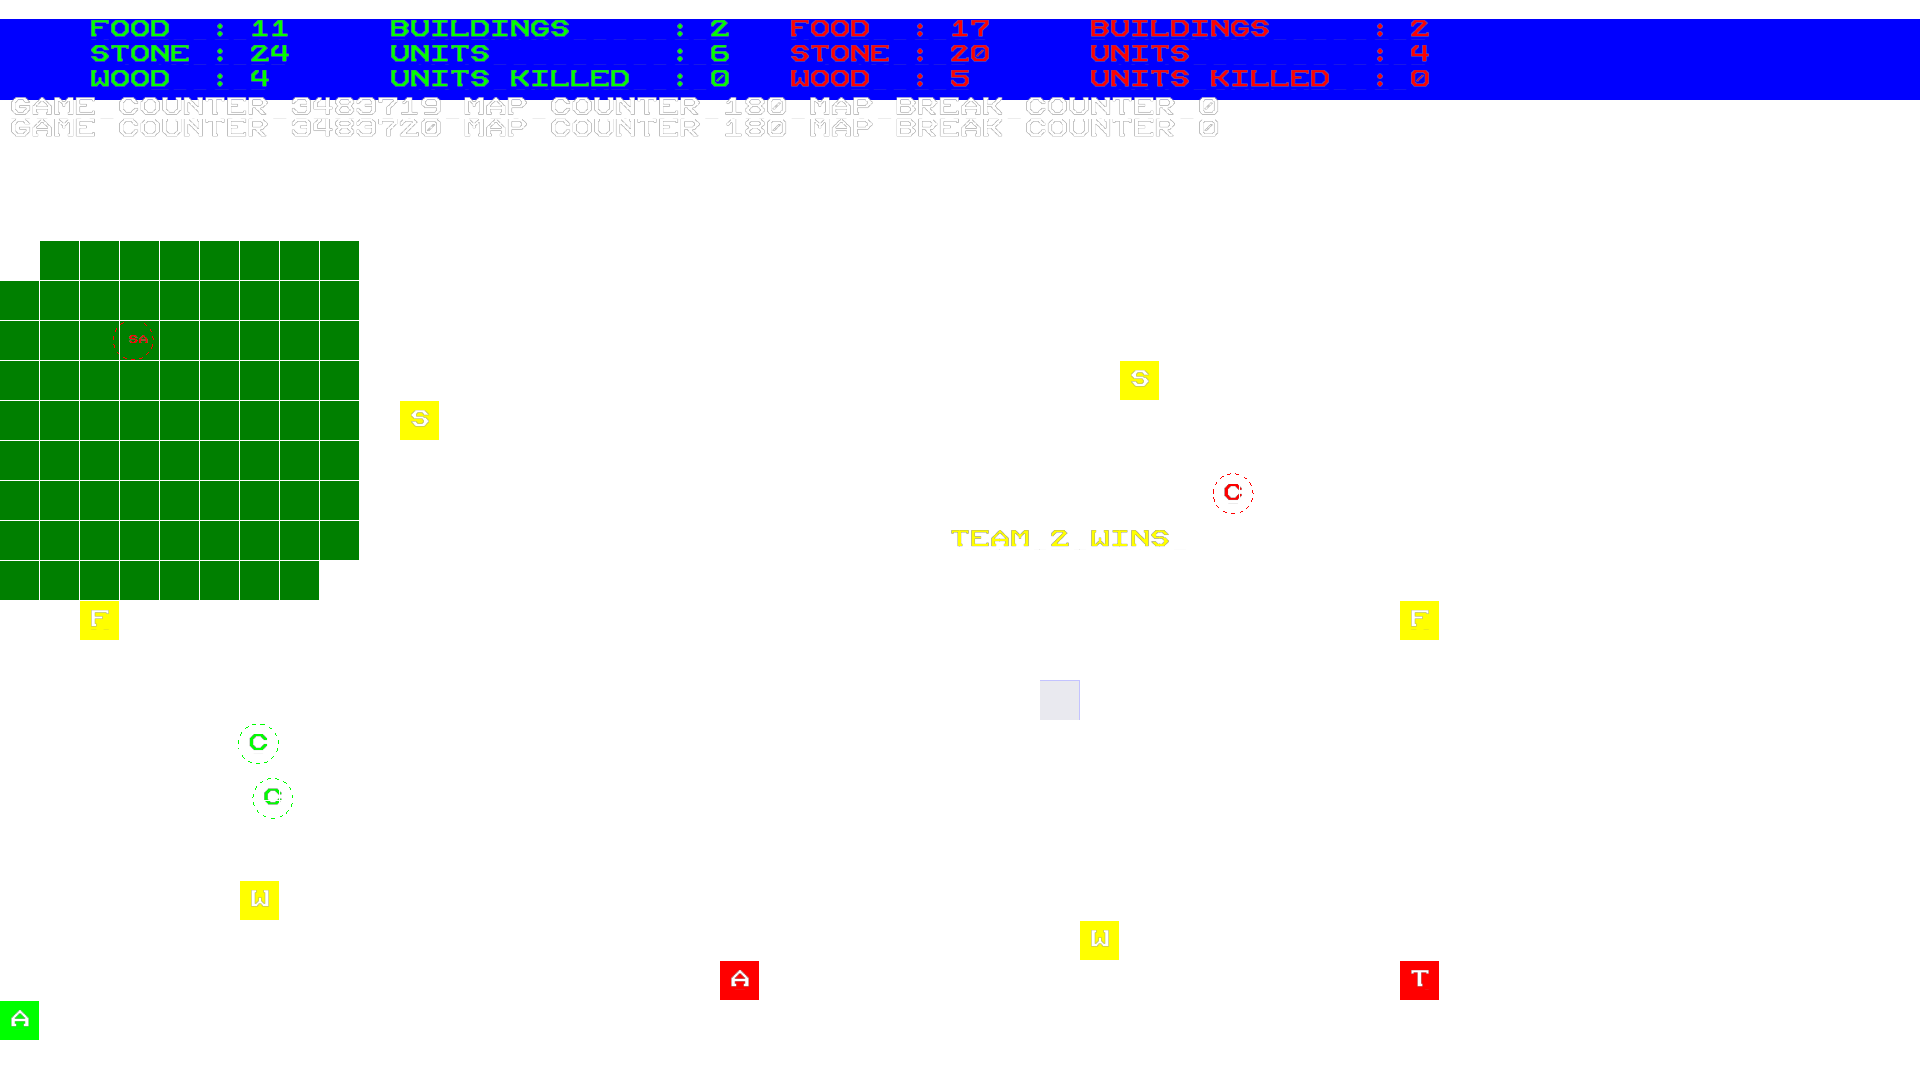 FOOD : 11 BUILDINGS : 2 FOOD : 17 BUILDINGS : 2
STONE : 24 UNITS : 6 STONE : 20 UNITS : 4
WOOD : 4 UNITS KILLED : 0 WOOD : 5 UNITS KILLED : 0
GAME COUNTER 3483719 MAP COUNTER 180 MAP BREAK COUNTER 0
GAME COUNTER 3483720 MAP COUNTER 180 MAP BREAK COUNTER 0
S
S
C
TEAM 2 WINS
F F
C
C
W
W
A T
A